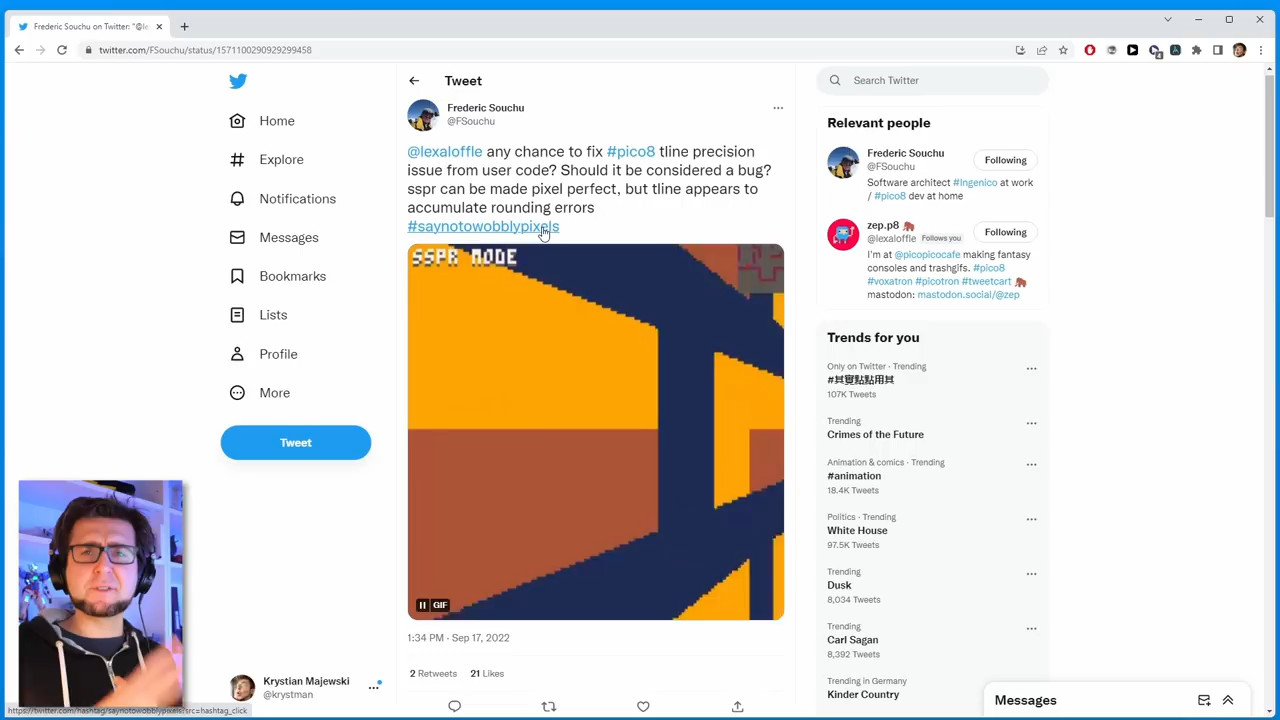 Frederic Souchu on Twitter: "@le
twitter.com/FSouchu/status/1571100290929299458
Home
Explore
Notifications
Messages
Bookmarks
Lists
Profile
More
Tweet
Krystian Majewski
@krystman
https://twitter.com/hashtag/saynotowobblypixels?src=hashtag_click
Tweet
Frederic Souchu
@FSouchu
@lexaloffle any chance to fix #pico8 tline precision
issue from user code? Should it be considered a bug?
sspr can be made pixel perfect, but tline appears to
accumulate rounding errors
#saynotowobblypixels
SSPR MODE
GIF
1:34 PM · Sep 17, 2022
2 Retweets 21 Likes
Search Twitter
Relevant people
Frederic Souchu
@FSouchu
Following
Software architect #Ingenico at work
/ #pico8 dev at home
zep.p8
@lexaloffle Follows you
Following
I'm at @picopicocafe making fantasy
consoles and trashgifs. #pico8
#voxatron #picotron #tweetcart
mastodon: mastodon.social/@zep
Trends for you
Only on Twitter · Trending
107K Tweets
Trending
Crimes of the Future
Animation & comics · Trending
#animation
18.4K Tweets
Politics · Trending
White House
97.5K Tweets
Trending
Dusk
8,034 Tweets
Trending
Carl Sagan
8,392 Tweets
Trending in Germany
Kinder Country
Messages